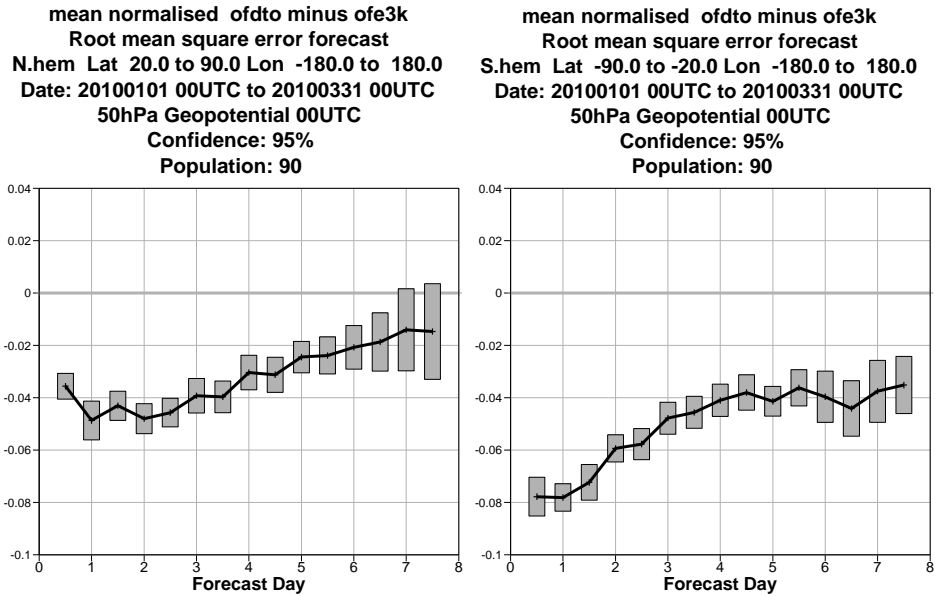 mean normalised  ofdto minus ofe3k
Root mean square error forecast
N.hem  Lat  20.0 to 90.0 Lon  -180.0 to  180.0
Date: 20100101 00UTC to 20100331 00UTC
50hPa Geopotential 00UTC
Confidence: 95%
Population: 90
0.04
0.02
0
-0.02
-0.04
-0.06
-0.08
-0.1
0 1 2 3 4 5 6 7 8
Forecast Day
mean normalised  ofdto minus ofe3k
Root mean square error forecast
S.hem  Lat  -90.0 to -20.0 Lon  -180.0 to  180.0
Date: 20100101 00UTC to 20100331 00UTC
50hPa Geopotential 00UTC
Confidence: 95%
Population: 90
0.04
0.02
0
-0.02
-0.04
-0.06
-0.08
-0.1
0 1 2 3 4 5 6 7 8
Forecast Day